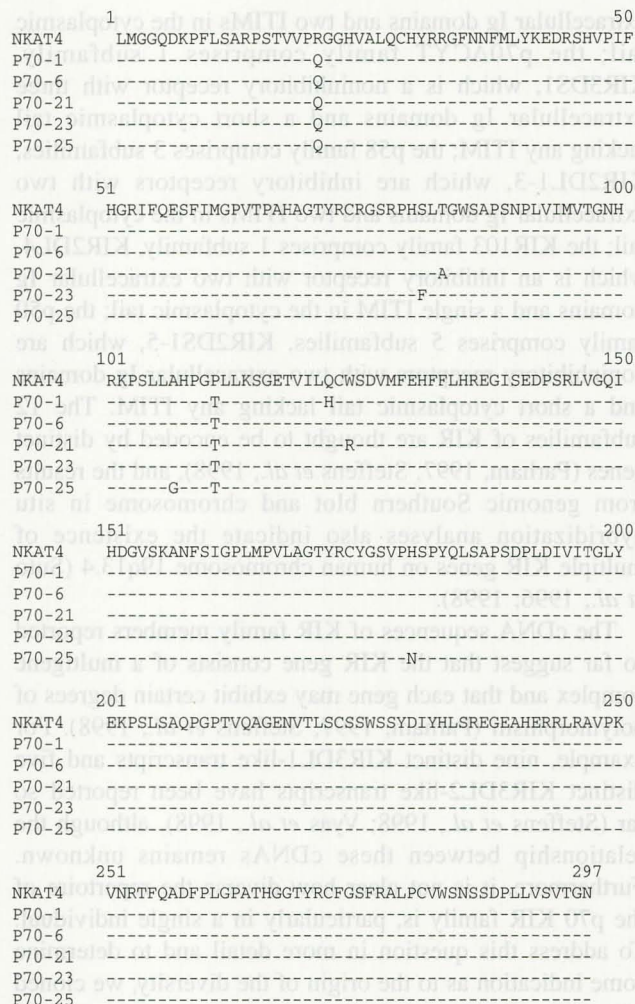 1 50
NKAT4 LMGGQDKPFLSARPSTVVPRGGHVALQCHYRRGFNNFMLYKEDRSHVPIF
P70-1 -------------------Q------------------------------
P70-6 -------------------Q------------------------------
P70-21 -------------------Q------------------------------
P70-23 -------------------Q------------------------------
P70-25 -------------------Q------------------------------
51 100
NKAT4 HGRIFQESFIMGPVTPAHAGTYRCRGSRPHSLTGWSAPSNPLVIMVTGNH
P70-1 --------------------------------------------------
P70-6 --------------------------------------------------
P70-21 --------------------------------A-----------------
P70-23 ------------------------------F-------------------
P70-25 --------------------------------------------------
101 150
NKAT4 RKPSLLAHPGPLLKSGETVILQCWSDVMFEHFFLHREGISEDPSRLVGQI
P70-1 ----------T----------H----------------------------
P70-6 ----------T---------------------------------------
P70-21 ----------T------------R--------------------------
P70-23 ----------T---------------------------------------
P70-25 ------G---T---------------------------------------
151 200
NKAT4 HDGVSKANFSIGPLMPVLAGTYRCYGSVPHSPYQLSAPSDPLDIVITGLY
P70-1 --------------------------------------------------
P70-6 --------------------------------------------------
P70-21 --------------------------------------------------
P70-23 --------------------------------------------------
P70-25 -----------------------------N--------------------
201 250
NKAT4 EKPSLSAQPGPTVQAGENVTLSCSSWSSYDIYHLSREGEAHERRLRAVPK
P70-1 --------------------------------------------------
P70-6 --------------------------------------------------
P70-21 --------------------------------------------------
P70-23 --------------------------------------------------
P70-25 --------------------------------------------------
251 297
NKAT4 VNRTFQADFPLGPATHGGTYRCFGSFRALPCVWSNSSDPLLVSVTGN
P70-1 -----------------------------------------------
P70-6 -----------------------------------------------
P70-21 -----------------------------------------------
P70-23 -----------------------------------------------
P70-25 -----------------------------------------------